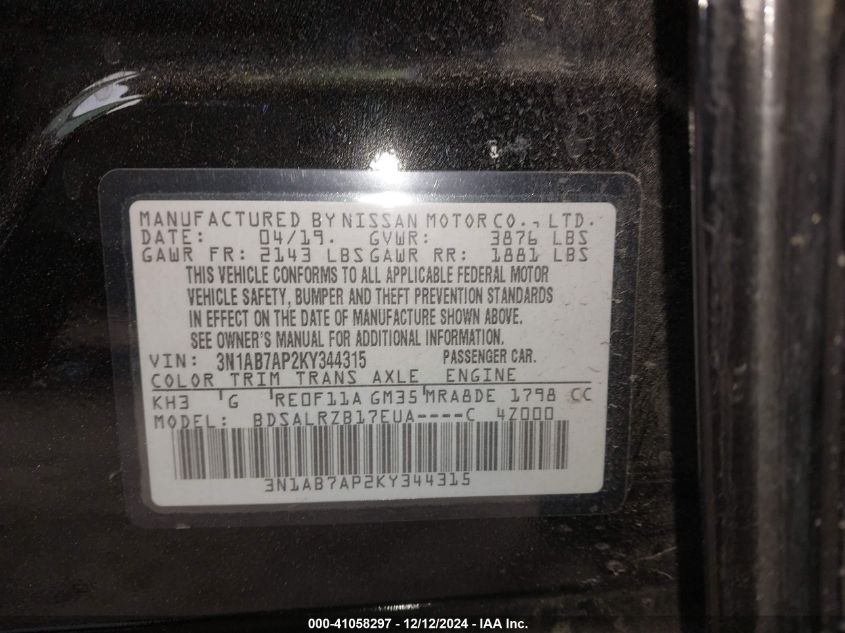 MANUFACTURED BY NISSAN MOTOR CO., LTD.
DATE: 04/19. GVWR: 3876 LBS
GAWR FR: 2143 LBS GAWR RR: 1881 LBS
THIS VEHICLE CONFORMS TO ALL APPLICABLE FEDERAL MOTOR
VEHICLE SAFETY, BUMPER AND THEFT PREVENTION STANDARDS
IN EFFECT ON THE DATE OF MANUFACTURE SHOWN ABOVE.
SEE OWNER'S MANUAL FOR ADDITIONAL INFORMATION.
VIN: 3N1AB7AP2KY344315 PASSENGER CAR.
COLOR TRIM TRANS AXLE ENGINE
KH3 G RE0F11A GM35 MRA8DE 1798 CC
MODEL: BDSALRZB17EUA----C 4Z000
3N1AB7AP2KY344315
000-41058297 - 12/12/2024 - IAA Inc.